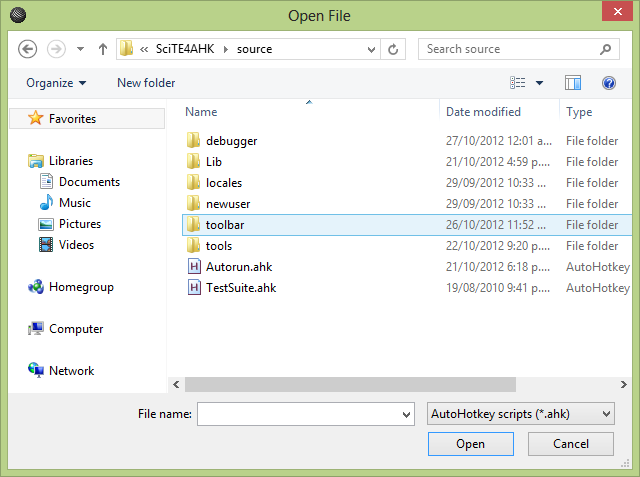 Open File
« SciTE4AHK source Search source
Organize New folder
Name Date modified Type
Favorites
Libraries
Documents
Music
Pictures
Videos
Homegroup
Computer
Network
debugger 27/10/2012 12:01 a... File folder
Lib 21/10/2012 4:59 p.... File folder
locales 29/09/2012 10:33 ... File folder
newuser 29/09/2012 10:33 ... File folder
toolbar 26/10/2012 11:52 ... File folder
tools 22/10/2012 9:20 p.... File folder
Autorun.ahk 21/10/2012 6:18 p.... AutoHotkey
TestSuite.ahk 19/08/2010 9:41 p.... AutoHotkey
File name: AutoHotkey scripts (*.ahk)
Open Cancel